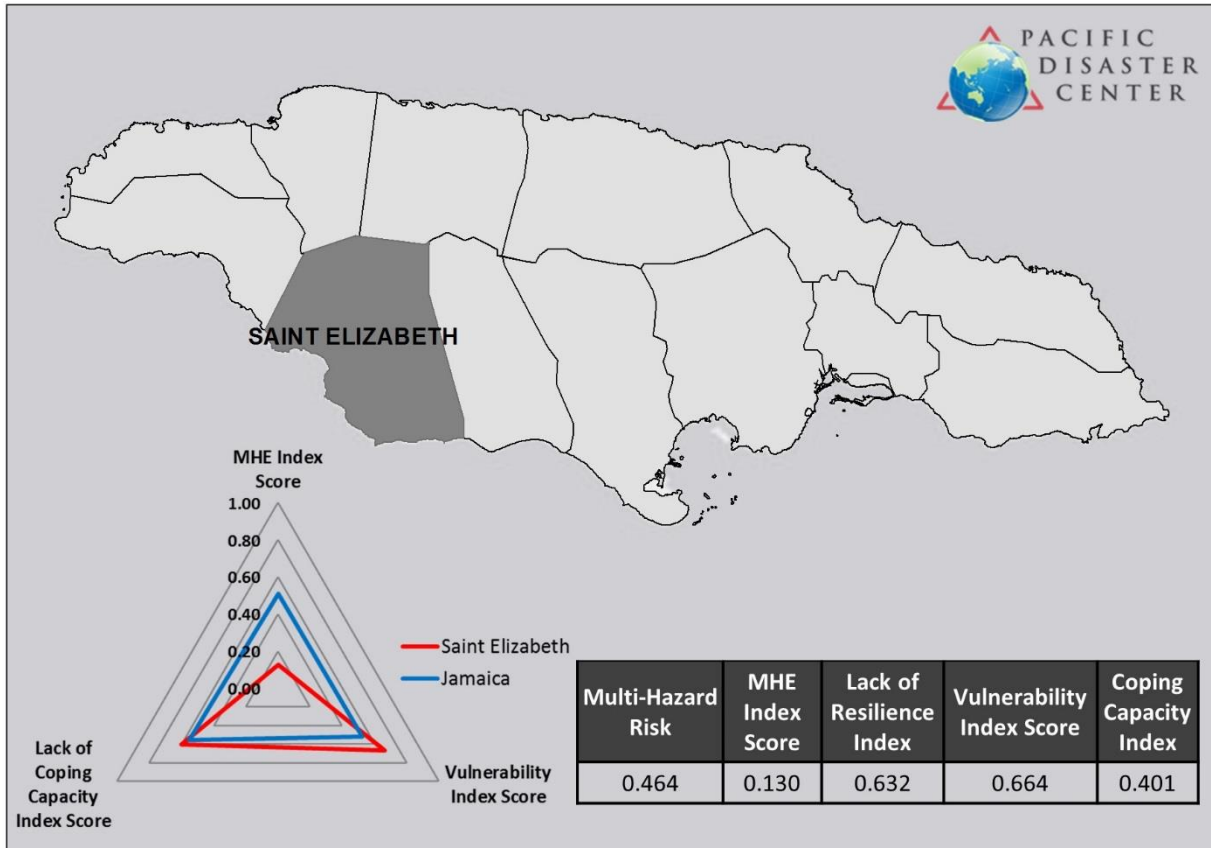 PACIFIC
DISASTER
CENTER
SAINT ELIZABETH
MHE Index
Score
1.00
0.80
0.60
0.40
0.20
0.00
Lack of
Coping
Capacity
Index Score
Vulnerability
Index Score
Saint Elizabeth
Jamaica
Multi-Hazard
Risk
MHE
Index
Score
Lack of
Resilience
Index
Vulnerability
Index Score
Coping
Capacity
Index
0.464
0.130
0.632
0.664
0.401